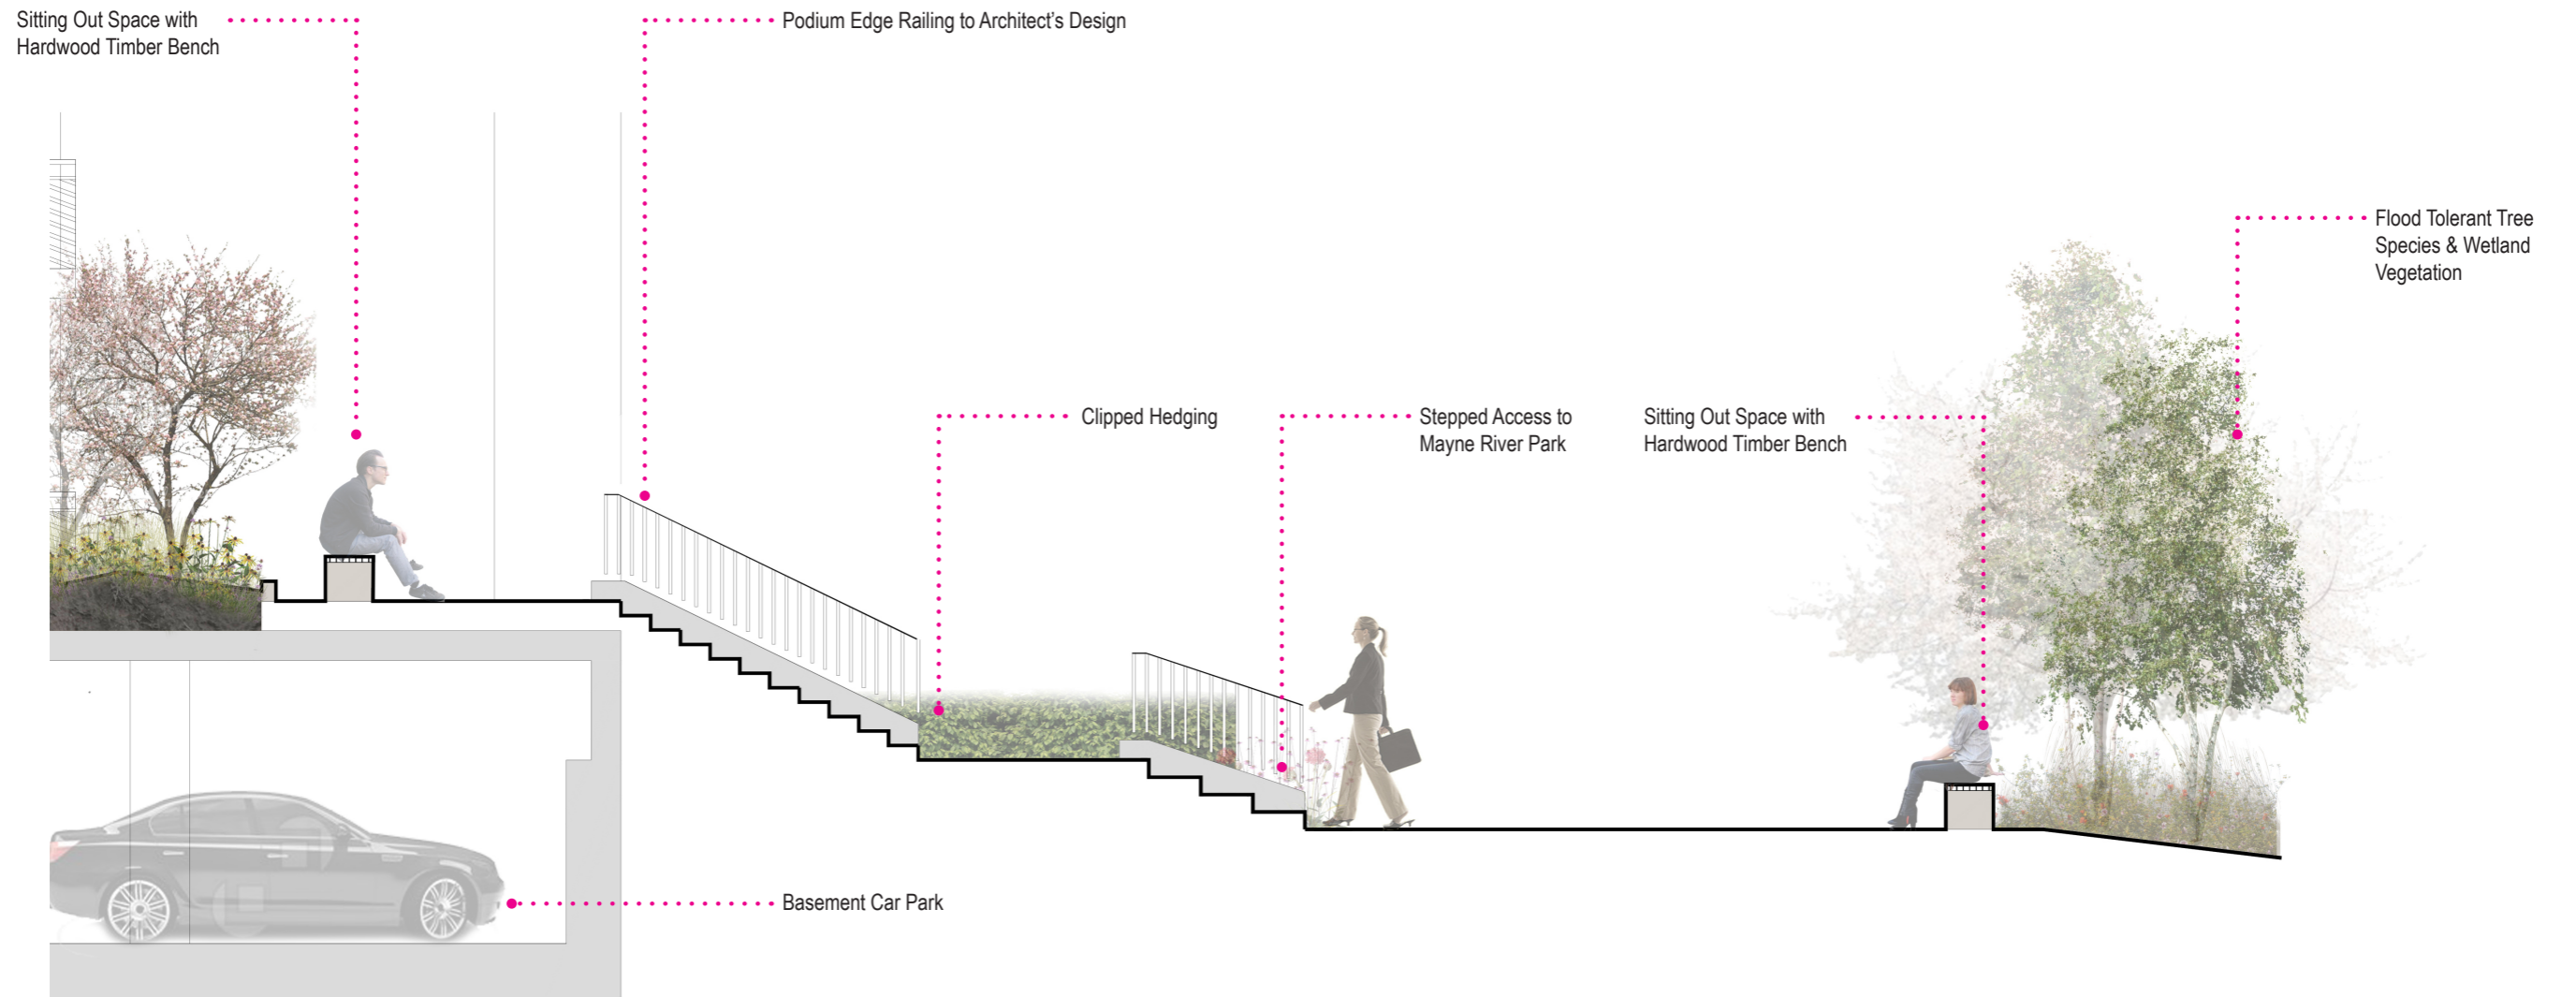 Sitting Out Space with
Hardwood Timber Bench
Podium Edge Railing to Architect’s Design
Flood Tolerant Tree
Species & Wetland
Vegetation
Clipped Hedging
Stepped Access to
Mayne River Park
Sitting Out Space with
Hardwood Timber Bench
Basement Car Park